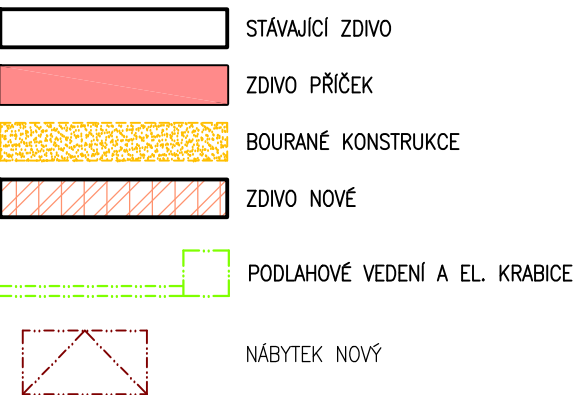 STÁVAJÍCÍ ZDIVO
ZDIVO PŘÍČEK
BOURANÉ KONSTRUKCE
ZDIVO NOVÉ
PODLAHOVÉ VEDENÍ A EL. KRABICE
NÁBYTEK NOVÝ